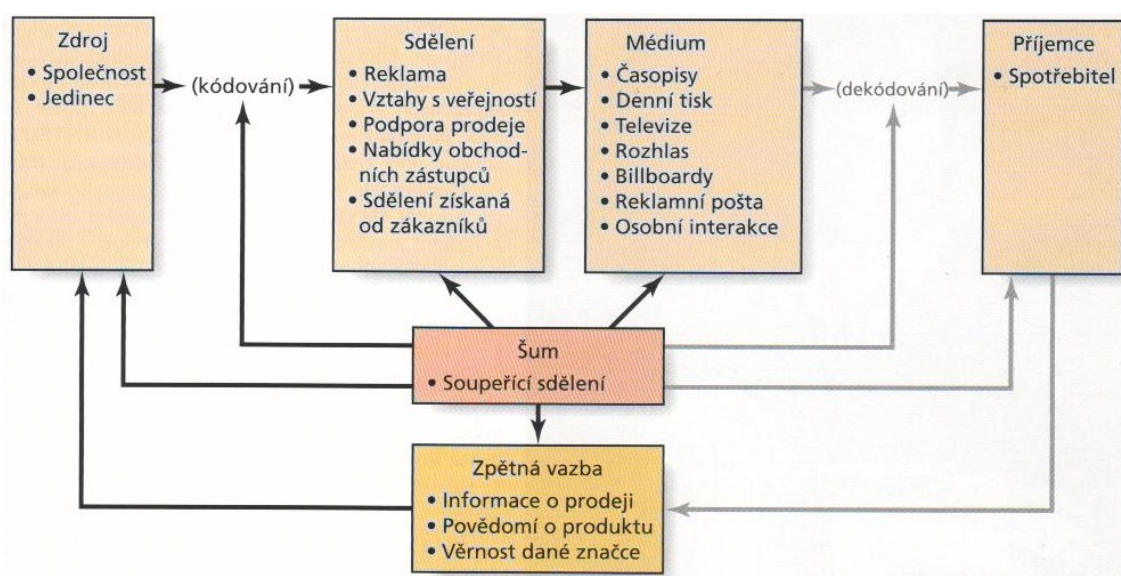 Zdroj
• Společnost
• Jedinec
(kódování)
Sdělení
• Reklama
• Vztahy s veřejností
• Podpora prodeje
• Nabídky obchod-
ních zástupců
• Sdělení získaná
od zákazníků
Médium
• Časopisy
• Denní tisk
• Televize
• Rozhlas
• Billboardy
• Reklamní pošta
• Osobní interakce
(dekódování)
Příjemce
• Spotřebitel
Šum
• Soupeřící sdělení
Zpětná vazba
• Informace o prodeji
• Povědomí o produktu
• Věrnost dané značce